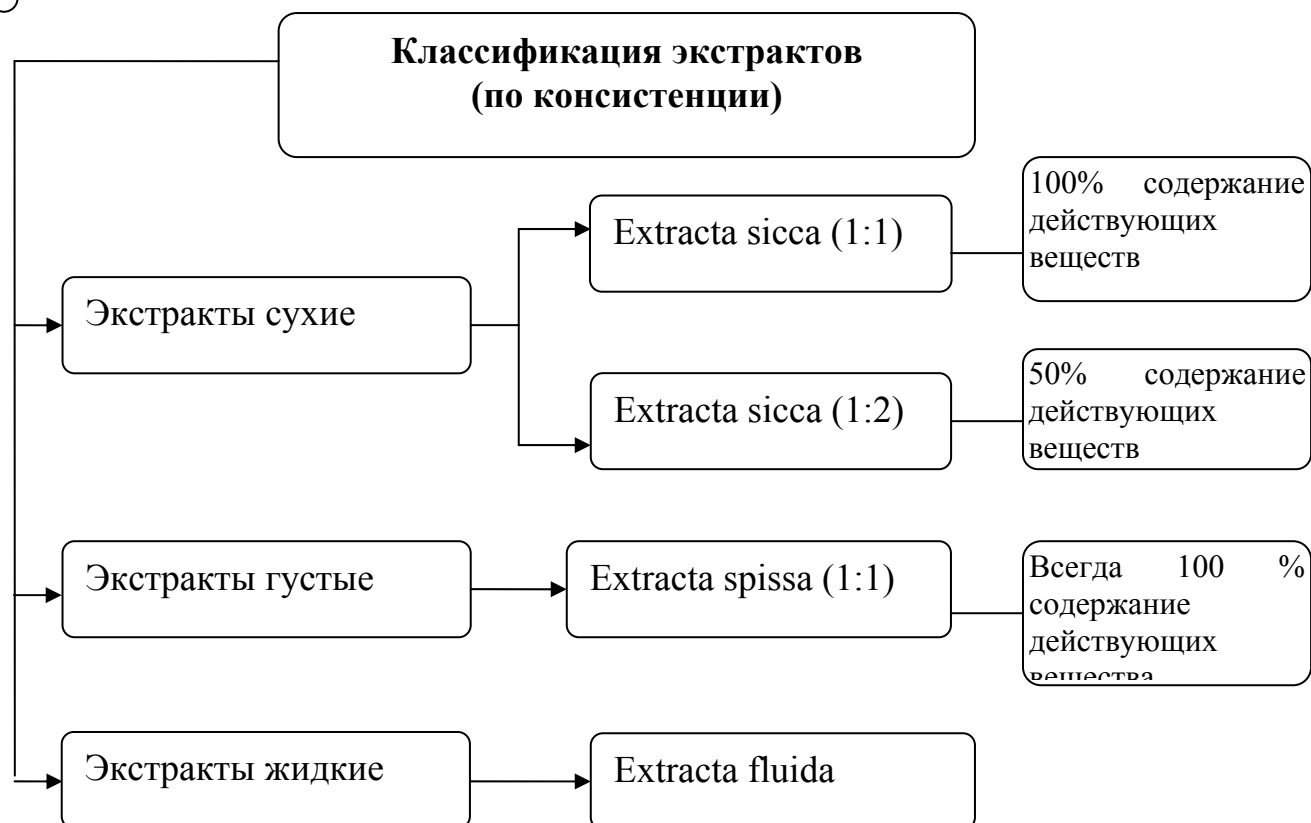 Классификация экстрактов
(по консистенции)
Экстракты сухие
Extracta sicca (1:1)
100% содержание
действующих
веществ
Extracta sicca (1:2)
50% содержание
действующих
веществ
Экстракты густые
Extracta spissa (1:1)
Всегда 100 %
содержание
действующих
вещества
Экстракты жидкие
Extracta fluida